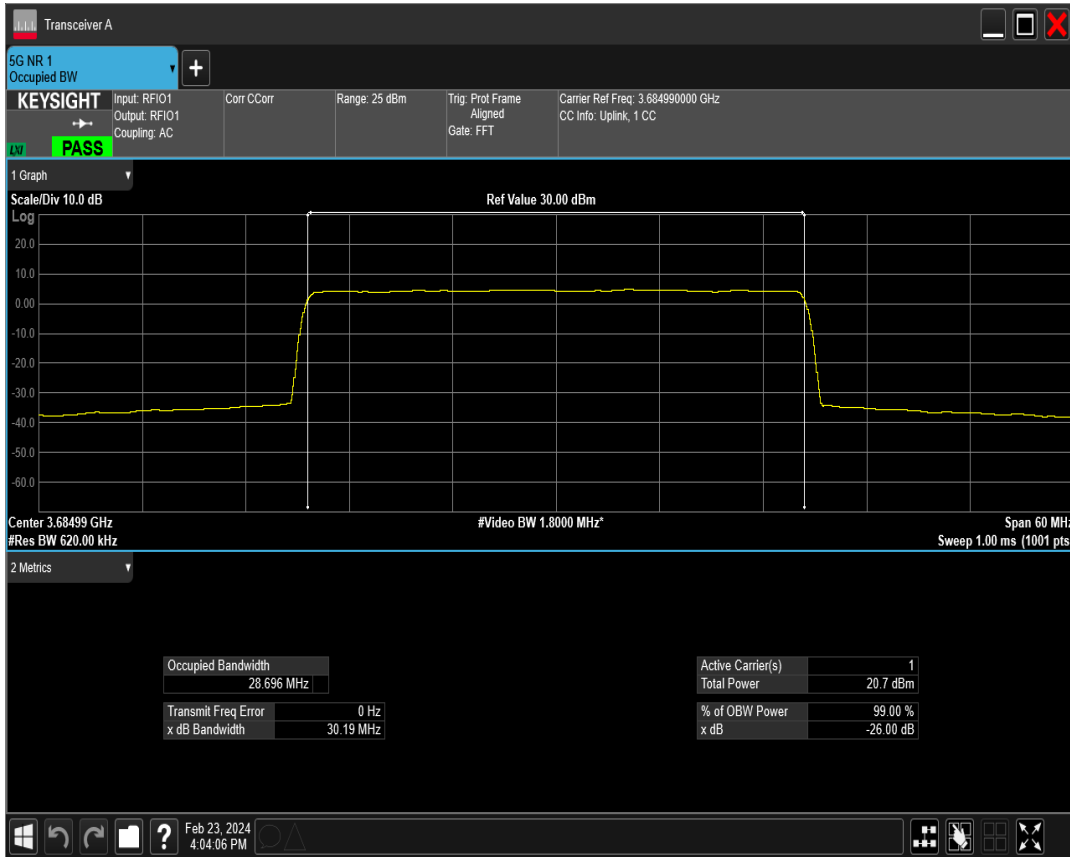 Transceiver A
5G NR 1
Occupied BW
KEYSIGHT
LXI
PASS
Input: RFIO1
Output: RFIO1
Coupling: AC
Corr CCorr
Range: 25 dBm
Trig: Prot Frame
Aligned
Gate: FFT
Carrier Ref Freq: 3.684990000 GHz
CC Info: Uplink, 1 CC
1 Graph
Scale/Div 10.0 dB
Ref Value 30.00 dBm
Log
20.0
10.0
0.00
-10.0
-20.0
-30.0
-40.0
-50.0
-60.0
Center 3.68499 GHz
#Video BW 1.8000 MHz*
Span 60 MHz
#Res BW 620.00 kHz
Sweep 1.00 ms (1001 pts
2 Metrics
Occupied Bandwidth
28.696 MHz
Transmit Freq Error 0 Hz
x dB Bandwidth 30.19 MHz
Active Carrier(s) 1
Total Power 20.7 dBm
% of OBW Power 99.00 %
x dB -26.00 dB
?
Feb 23, 2024
4:04:06 PM